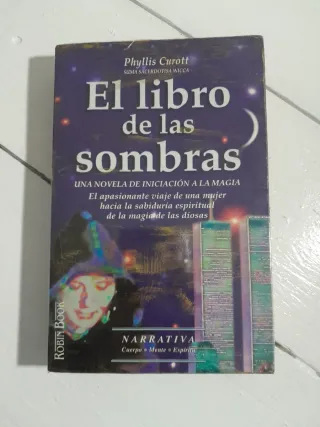 Phyllis Curott
SUMA SACERDOTISA WICCA
El libro
de las
sombras
UNA NOVELA DE INICIACIÓN A LA MAGIA
El apasionante viaje de una mujer
hacia la sabiduría espiritual
de la magia de las diosas
NARRATIVA
Cuerpo • Mente • Espíritu
ROBIN BOOK